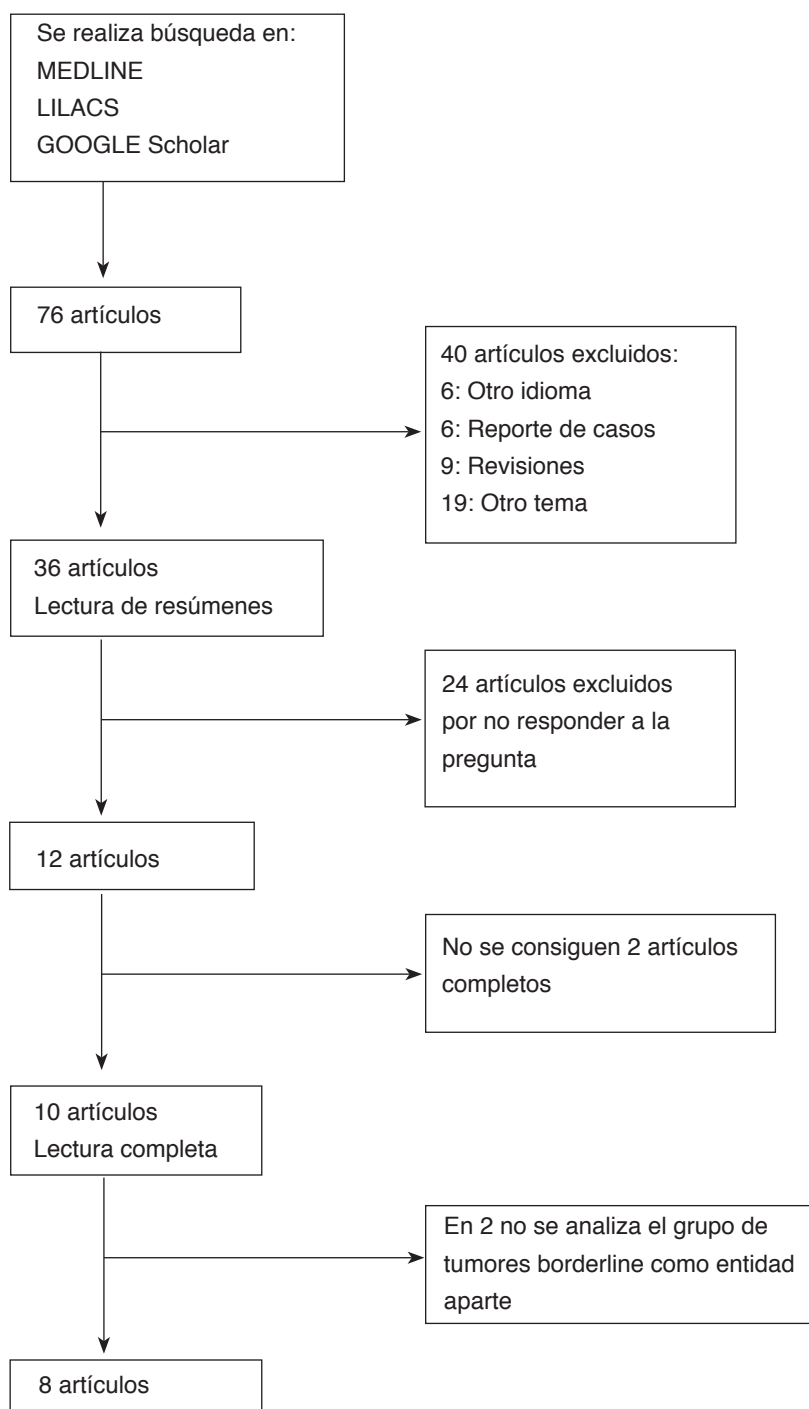 Se realiza búsqueda en:
MEDLINE
LILACS
GOOGLE Scholar
76 artículos
40 artículos excluidos:
6: Otro idioma
6: Reporte de casos
9: Revisiones
19: Otro tema
36 artículos
Lectura de resúmenes
24 artículos excluidos
por no responder a la
pregunta
12 artículos
No se consiguen 2 artículos
completos
10 artículos
Lectura completa
En 2 no se analiza el grupo de
tumores borderline como entidad
aparte
8 artículos